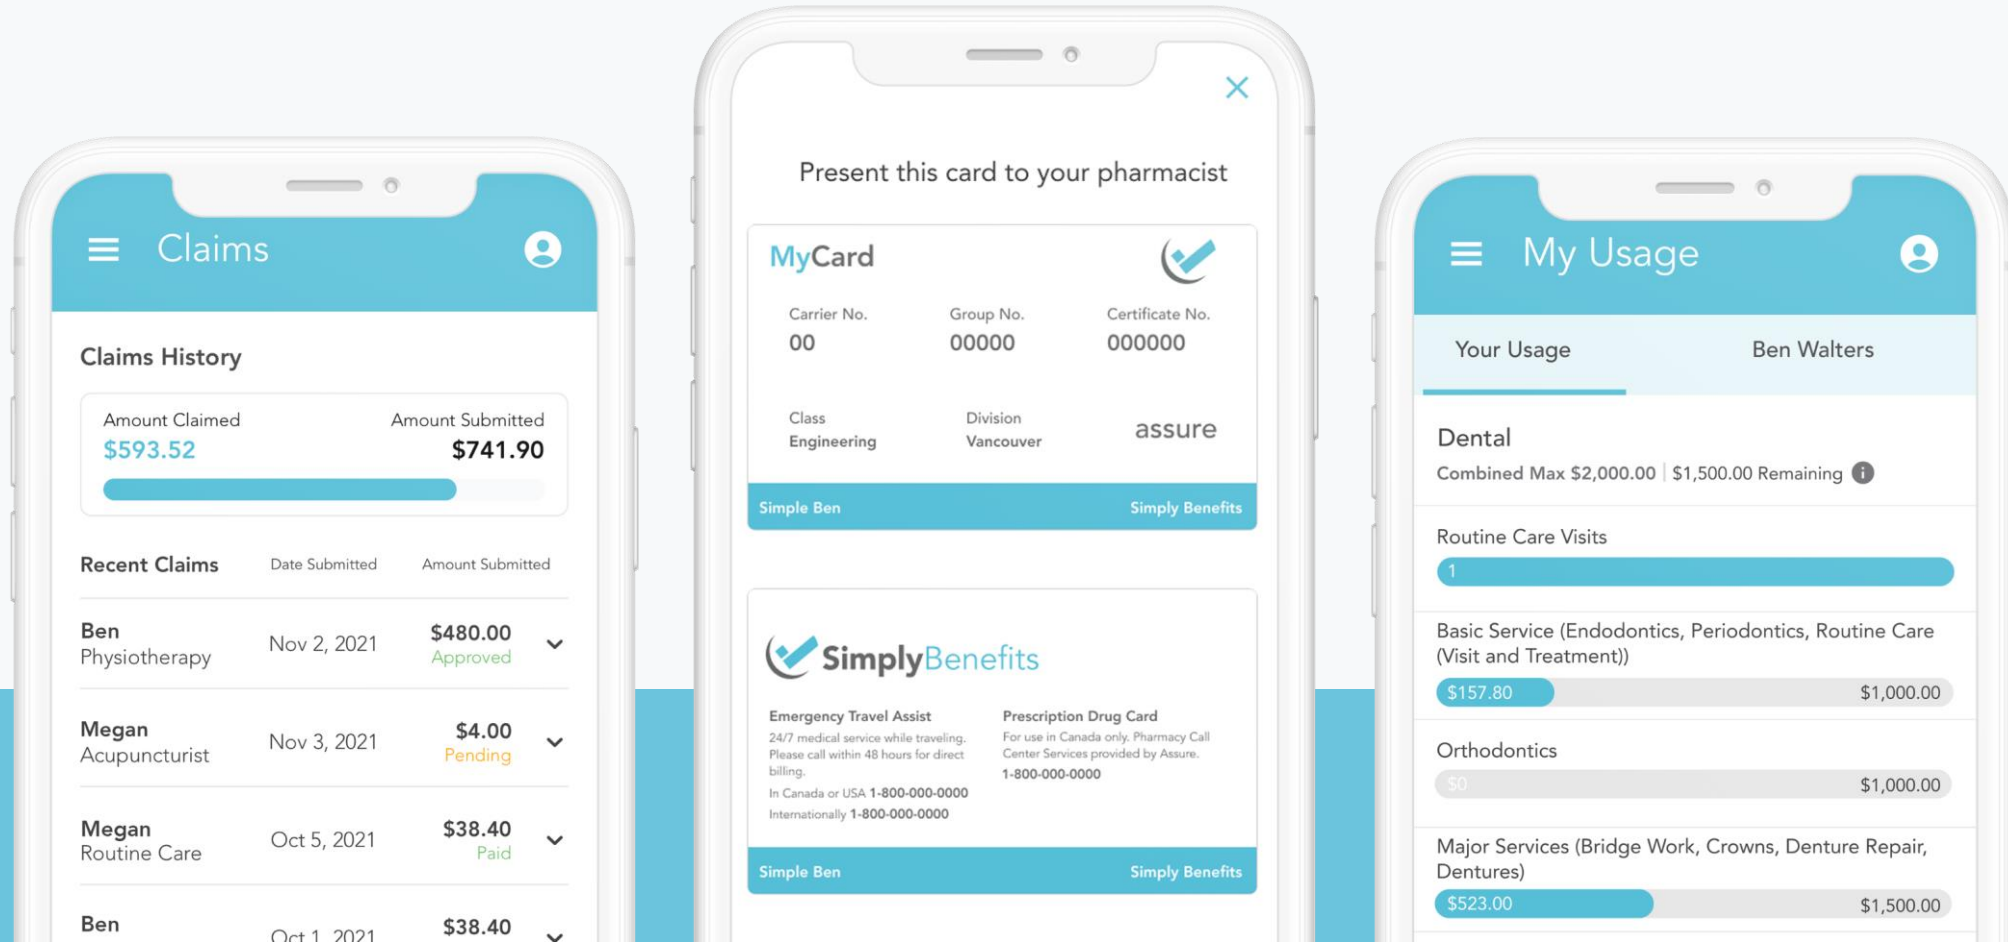 Claims
Claims History
Amount Claimed Amount Submitted
$593.52 $741.90
Recent Claims Date Submitted Amount Submitted
Ben
Physiotherapy Nov 2, 2021 $480.00
Approved
Megan
Acupuncturist Nov 3, 2021 $4.00
Pending
Megan
Routine Care Oct 5, 2021 $38.40
Paid
Ben Oct 1, 2021 $38.40
Present this card to your pharmacist
MyCard
Carrier No. Group No. Certificate No.
00 00000 000000
Class Division
Engineering Vancouver assure
Simple Ben Simply Benefits
SimplyBenefits
Emergency Travel Assist
24/7 medical service while traveling.
Please call within 48 hours for direct
billing.
In Canada or USA 1-800-000-0000
Internationally 1-800-000-0000
Prescription Drug Card
For use in Canada only. Pharmacy Call
Center Services provided by Assure.
1-800-000-0000
Simple Ben Simply Benefits
My Usage
Your Usage Ben Walters
Dental
Combined Max $2,000.00 | $1,500.00 Remaining
Routine Care Visits
1
Basic Service (Endodontics, Periodontics, Routine Care
(Visit and Treatment))
$157.80 $1,000.00
Orthodontics
$0 $1,000.00
Major Services (Bridge Work, Crowns, Denture Repair,
Dentures)
$523.00 $1,500.00